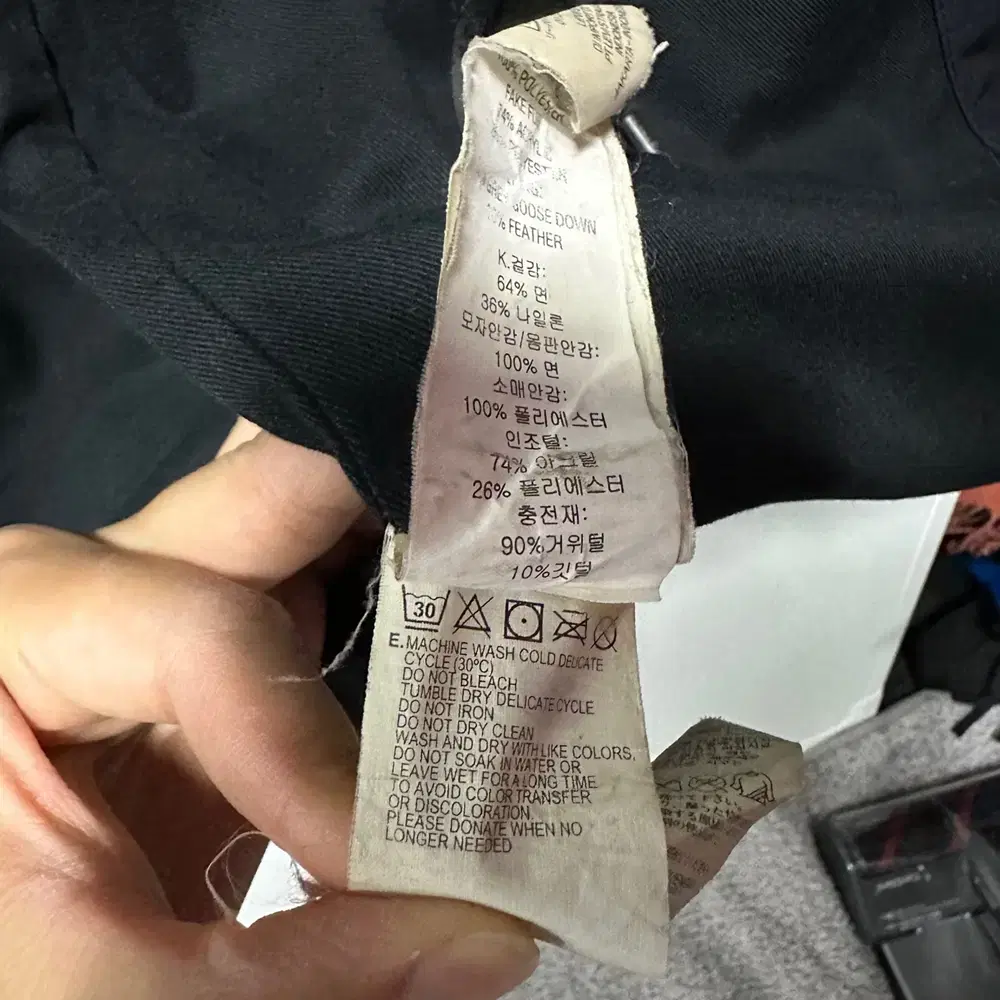 100% POLYESTER
74%
GOOSE DOWN
% FEATHER
K.겉감:
64% 면
36% 나일론
모자안감/몸판안감:
100% 면
소매안감:
100% 폴리에스터
인조털:
74% 아크릴
26% 폴리에스터
충전재:
90%거위털
10%깃털
30
E.MACHINE WASH COLD DELICATE
CYCLE (30°C)
DO NOT BLEACH
TUMBLE DRY DELICATE CYCLE
DO NOT IRON
DO NOT DRY CLEAN
WASH AND DRY WITH LIKE COLORS,
DO NOT SOAK IN WATER OR
LEAVE WET FOR A LONG TIME
TO AVOID COLOR TRANSFER
OR DISCOLORATION.
PLEASE DONATE WHEN NO
LONGER NEEDED